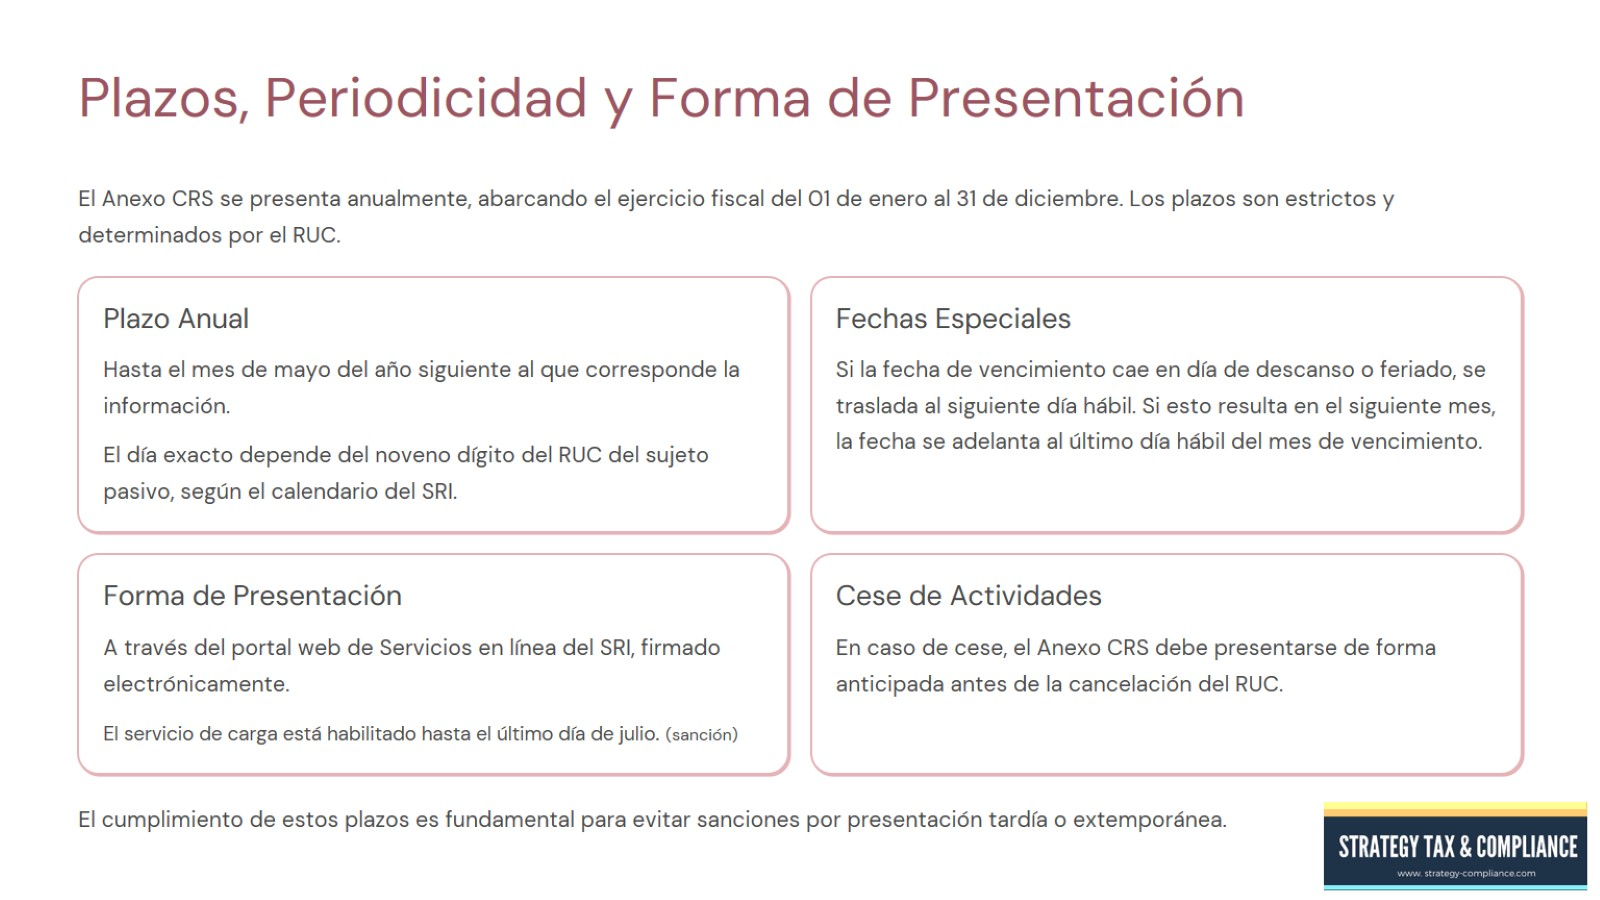 Plazos, Periodicidad y Forma de Presentación
El Anexo CRS se presenta anualmente, abarcando el ejercicio fiscal del 01 de enero al 31 de diciembre. Los plazos son estrictos y
determinados por el RUC.
Plazo Anual
Hasta el mes de mayo del año siguiente al que corresponde la
información.
El día exacto depende del noveno dígito del RUC del sujeto
pasivo, según el calendario del SRI.
Fechas Especiales
Si la fecha de vencimiento cae en día de descanso o feriado, se
traslada al siguiente día hábil. Si esto resulta en el siguiente mes,
la fecha se adelanta al último día hábil del mes de vencimiento.
Forma de Presentación
A través del portal web de Servicios en línea del SRI, firmado
electrónicamente.
El servicio de carga está habilitado hasta el último día de julio. (sanción)
Cese de Actividades
En caso de cese, el Anexo CRS debe presentarse de forma
anticipada antes de la cancelación del RUC.
El cumplimiento de estos plazos es fundamental para evitar sanciones por presentación tardía o extemporánea.
STRATEGY TAX & COMPLIANCE
www. strategy-compliance.com